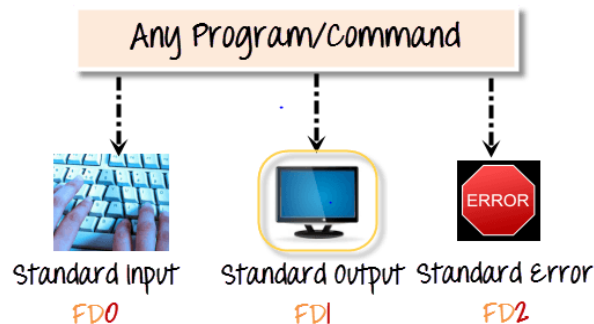 Any Program/Command
ERROR
Standard Input Standard Output Standard Error
FD0 FD1 FD2